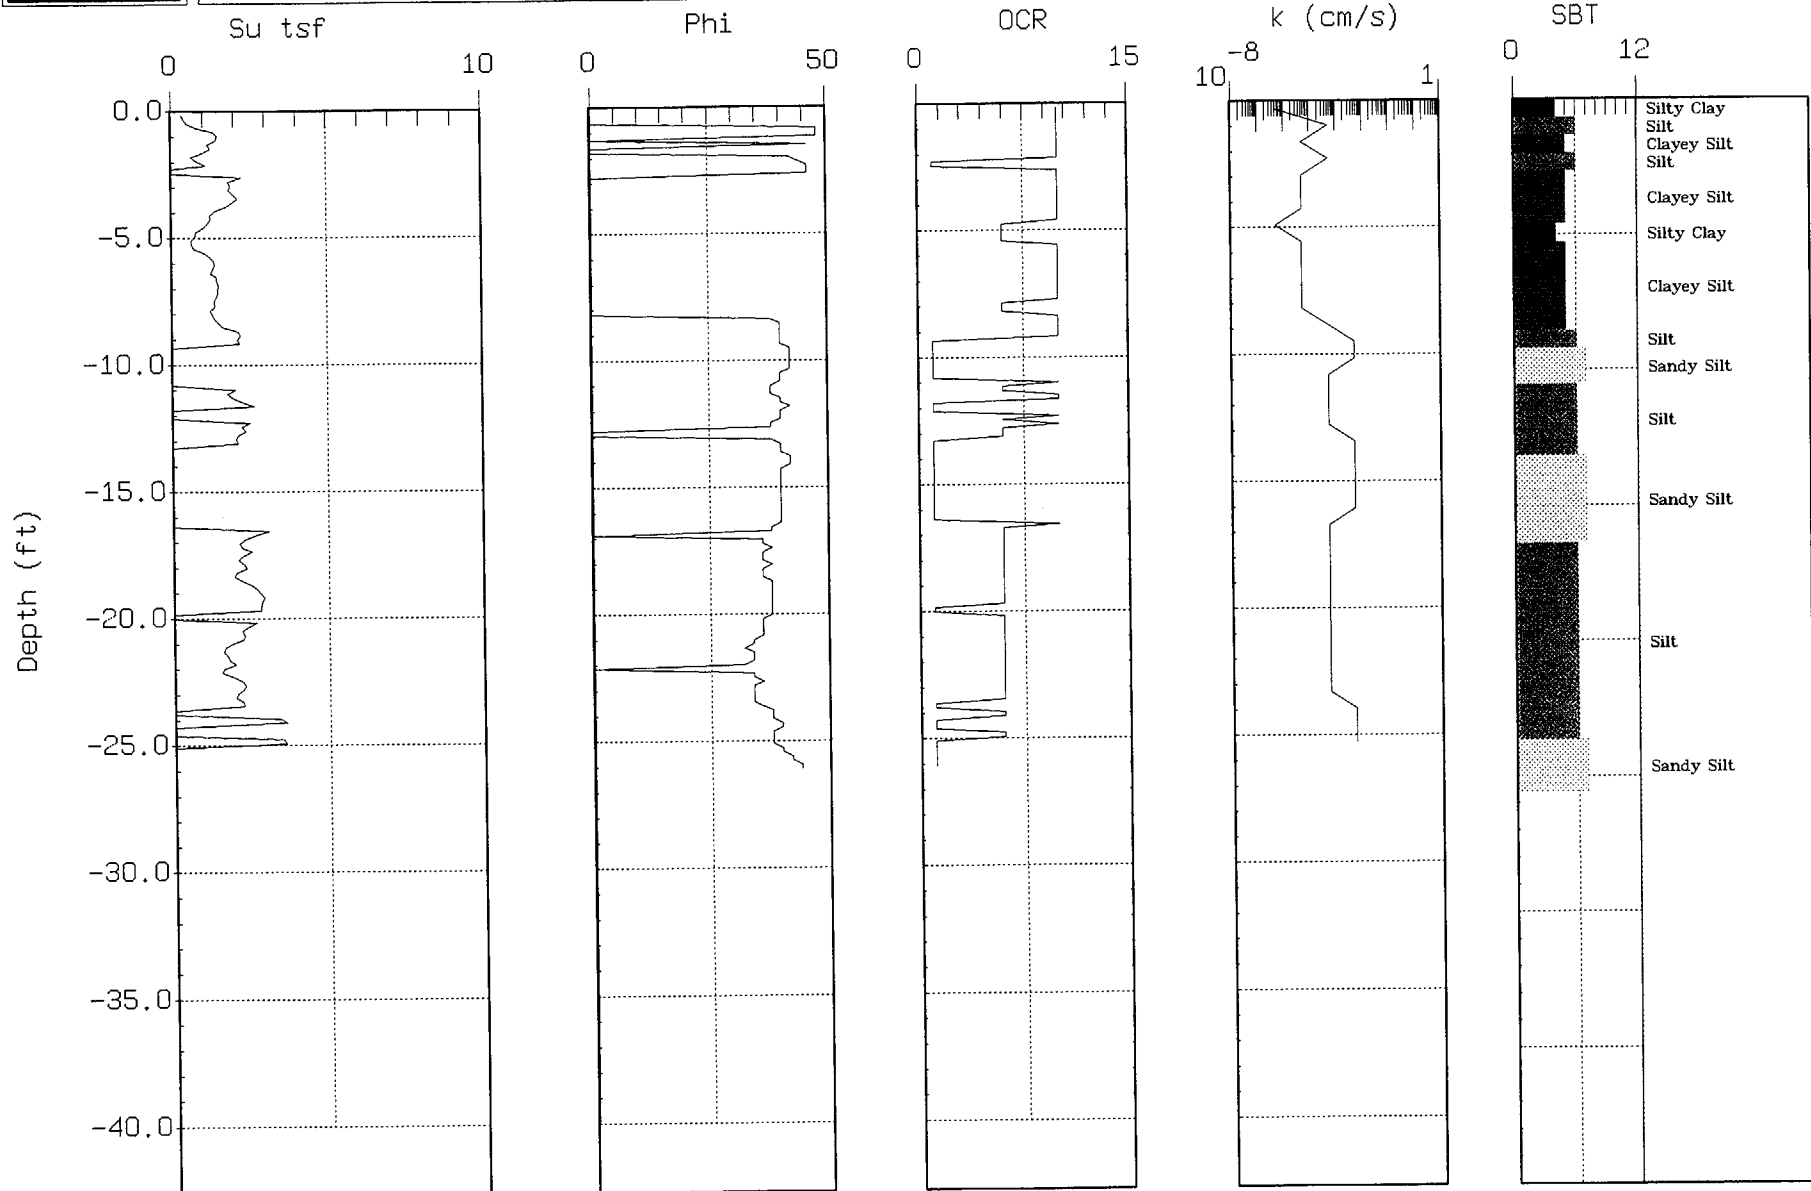 Su tsf
Phi
OCR
k (cm/s)
SBT
0 10
0 50
0 15
10 -8 1
0 12
0.0
-5.0
-10.0
-15.0
-20.0
-25.0
-30.0
-35.0
-40.0
Depth (ft)
Silty Clay
Silt
Clayey Silt
Silt
Clayey Silt
Silty Clay
Clayey Silt
Silt
Sandy Silt
Silt
Sandy Silt
Silt
Sandy Silt